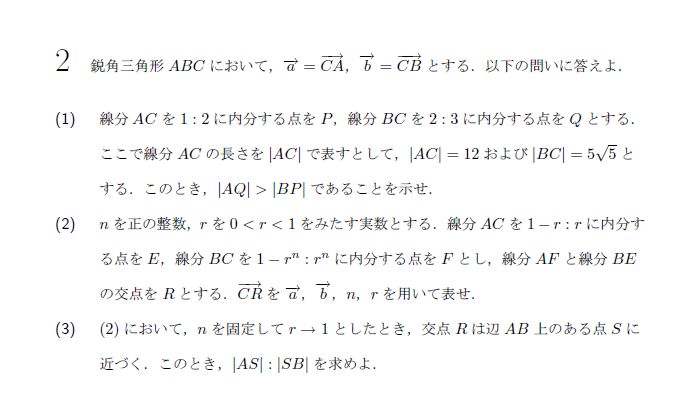 2 鋭角三角形 ABC において，$\overrightarrow{a} = \overrightarrow{CA}$，$\overrightarrow{b} = \overrightarrow{CB}$ とする．以下の問いに答えよ．
(1) 線分 AC を 1 : 2 に内分する点を P，線分 BC を 2 : 3 に内分する点を Q とする．
ここで線分 AC の長さを |AC| で表すとして，|AC| = 12 および |BC| = 5√5 と
する．このとき，|AQ| > |BP| であることを示せ．
(2) n を正の整数，r を 0 < r < 1 をみたす実数とする．線分 AC を 1 − r : r に内分す
る点を E，線分 BC を $1 - r^n : r^n$ に内分する点を F とし，線分 AF と線分 BE
の交点を R とする．$\overrightarrow{CR}$ を $\overrightarrow{a}$，$\overrightarrow{b}$，n，r を用いて表せ．
(3) (2) において，n を固定して r → 1 としたとき，交点 R は辺 AB 上のある点 S に
近づく．このとき，|AS| : |SB| を求めよ．